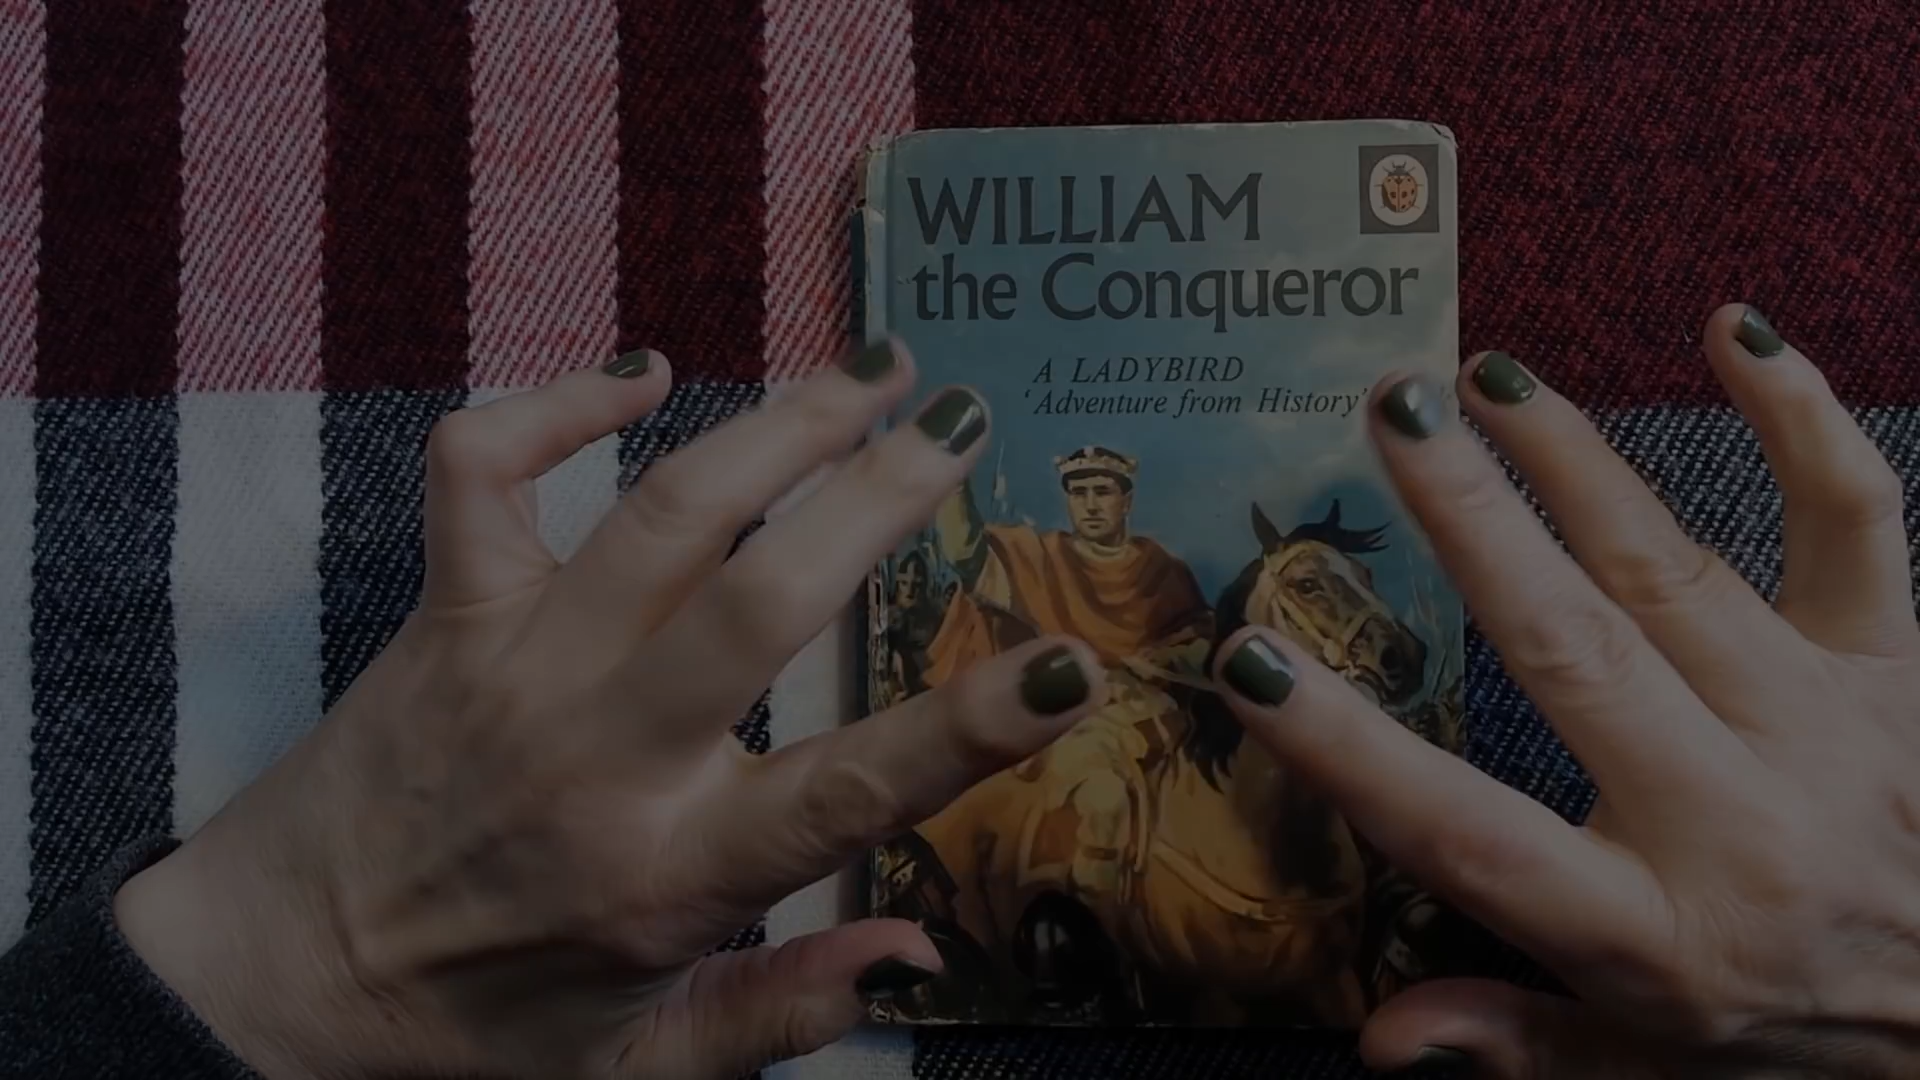 WILLIAM
the Conqueror
A LADYBIRD
‘Adventure from History’